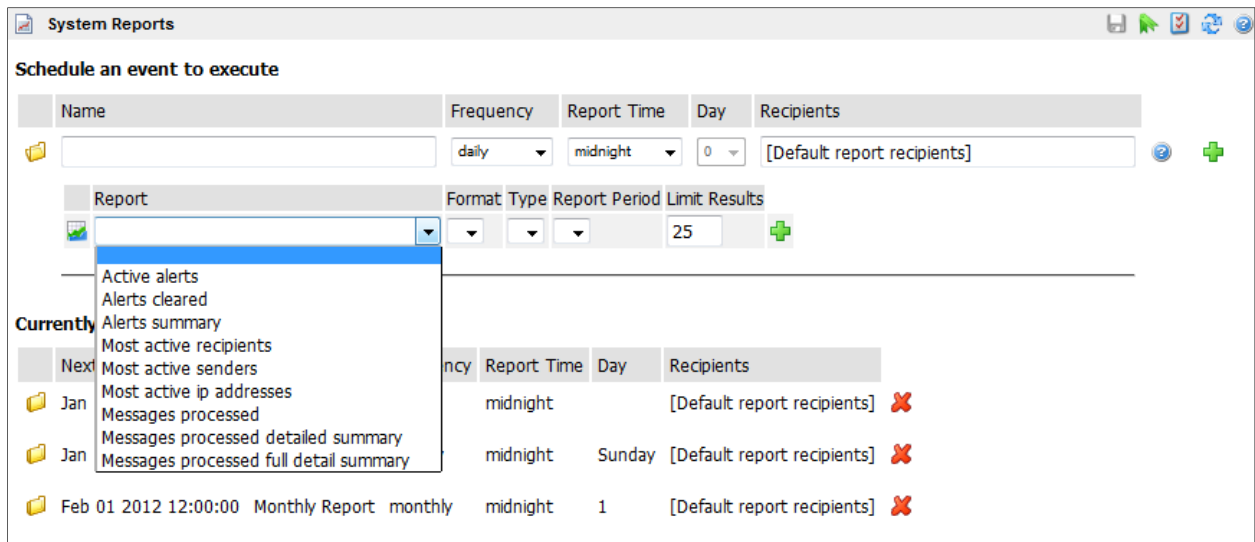 System Reports
Schedule an event to execute
Name Frequency Report Time Day Recipients
daily midnight 0 [Default report recipients]
Report Format Type Report Period Limit Results
25
Active alerts
Alerts cleared
Alerts summary
Most active recipients
Most active senders
Most active ip addresses
Messages processed
Messages processed detailed summary
Messages processed full detail summary
Currently
Next ncy Report Time Day Recipients
Jan midnight [Default report recipients]
Jan midnight Sunday [Default report recipients]
Feb 01 2012 12:00:00 Monthly Report monthly midnight 1 [Default report recipients]